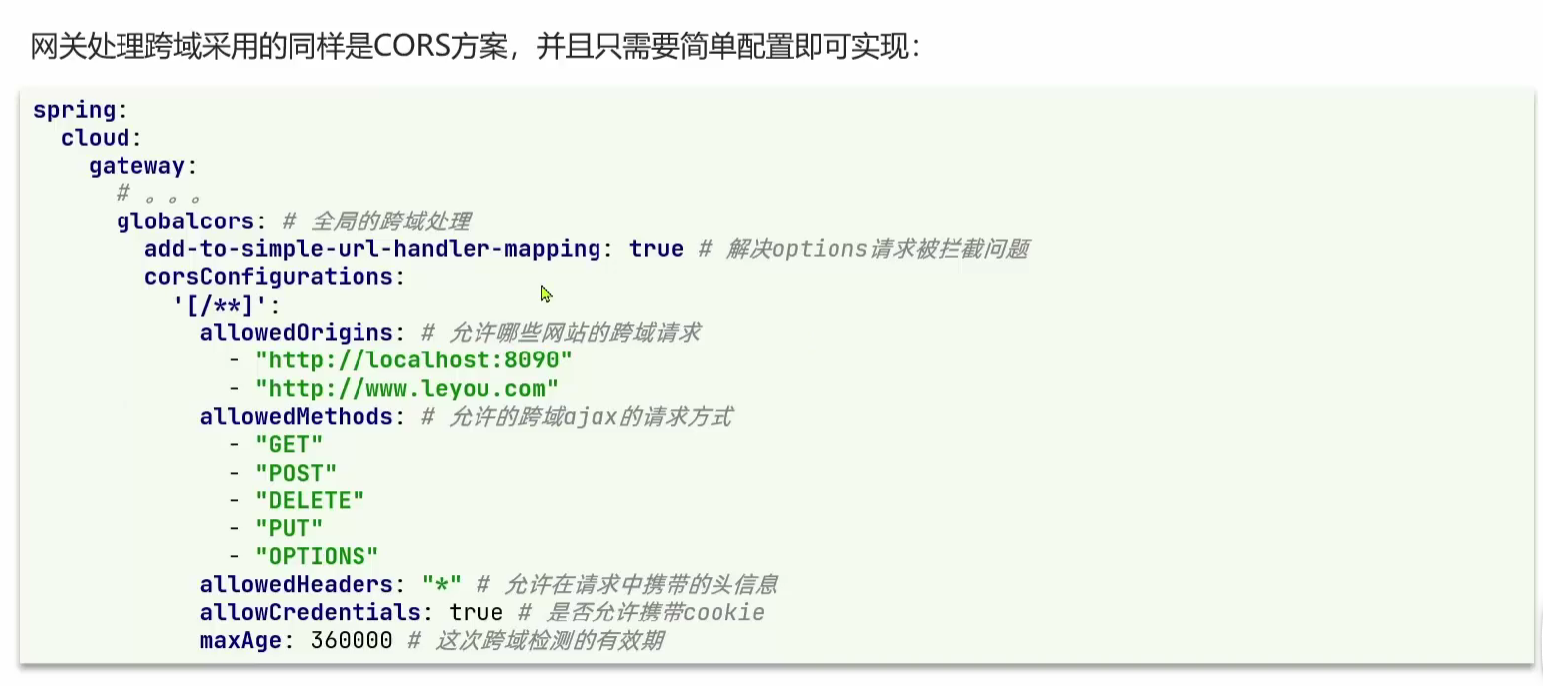 网关处理跨域采用的同样是CORS方案，并且只需要简单配置即可实现：
spring:
  cloud:
    gateway:
      # 。。。
      globalcors: # 全局的跨域处理
        add-to-simple-url-handler-mapping: true # 解决options请求被拦截问题
        corsConfigurations:
          '[/**]':
            allowedOrigins: # 允许哪些网站的跨域请求
              - "http://localhost:8090"
              - "http://www.leyou.com"
            allowedMethods: # 允许的跨域ajax的请求方式
              - "GET"
              - "POST"
              - "DELETE"
              - "PUT"
              - "OPTIONS"
            allowedHeaders: "*" # 允许在请求中携带的头信息
            allowCredentials: true # 是否允许携带cookie
            maxAge: 360000 # 这次跨域检测的有效期